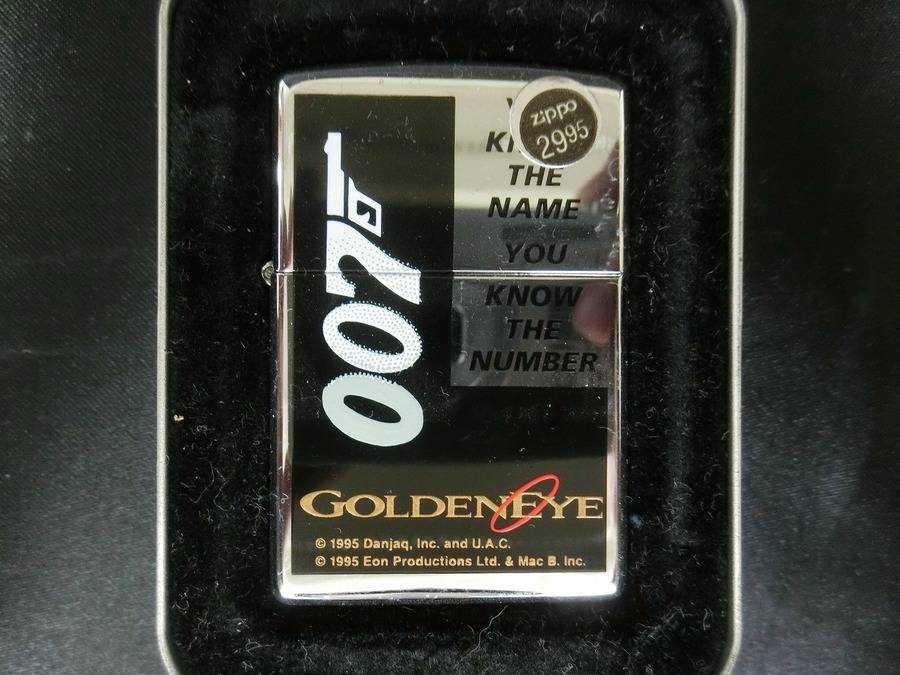 zippo
2995
THE
NAME
YOU
KNOW
THE
NUMBER
007
GOLDENEYE
© 1995 Danjaq, Inc. and U.A.C.
© 1995 Eon Productions Ltd. & Mac B. Inc.